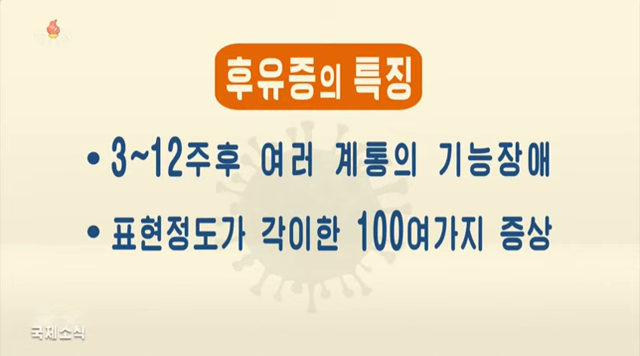 후유증의 특징
• 3~12주후 여러 계통의 기능장애
• 표현정도가 각이한 100여가지 증상
국제소식